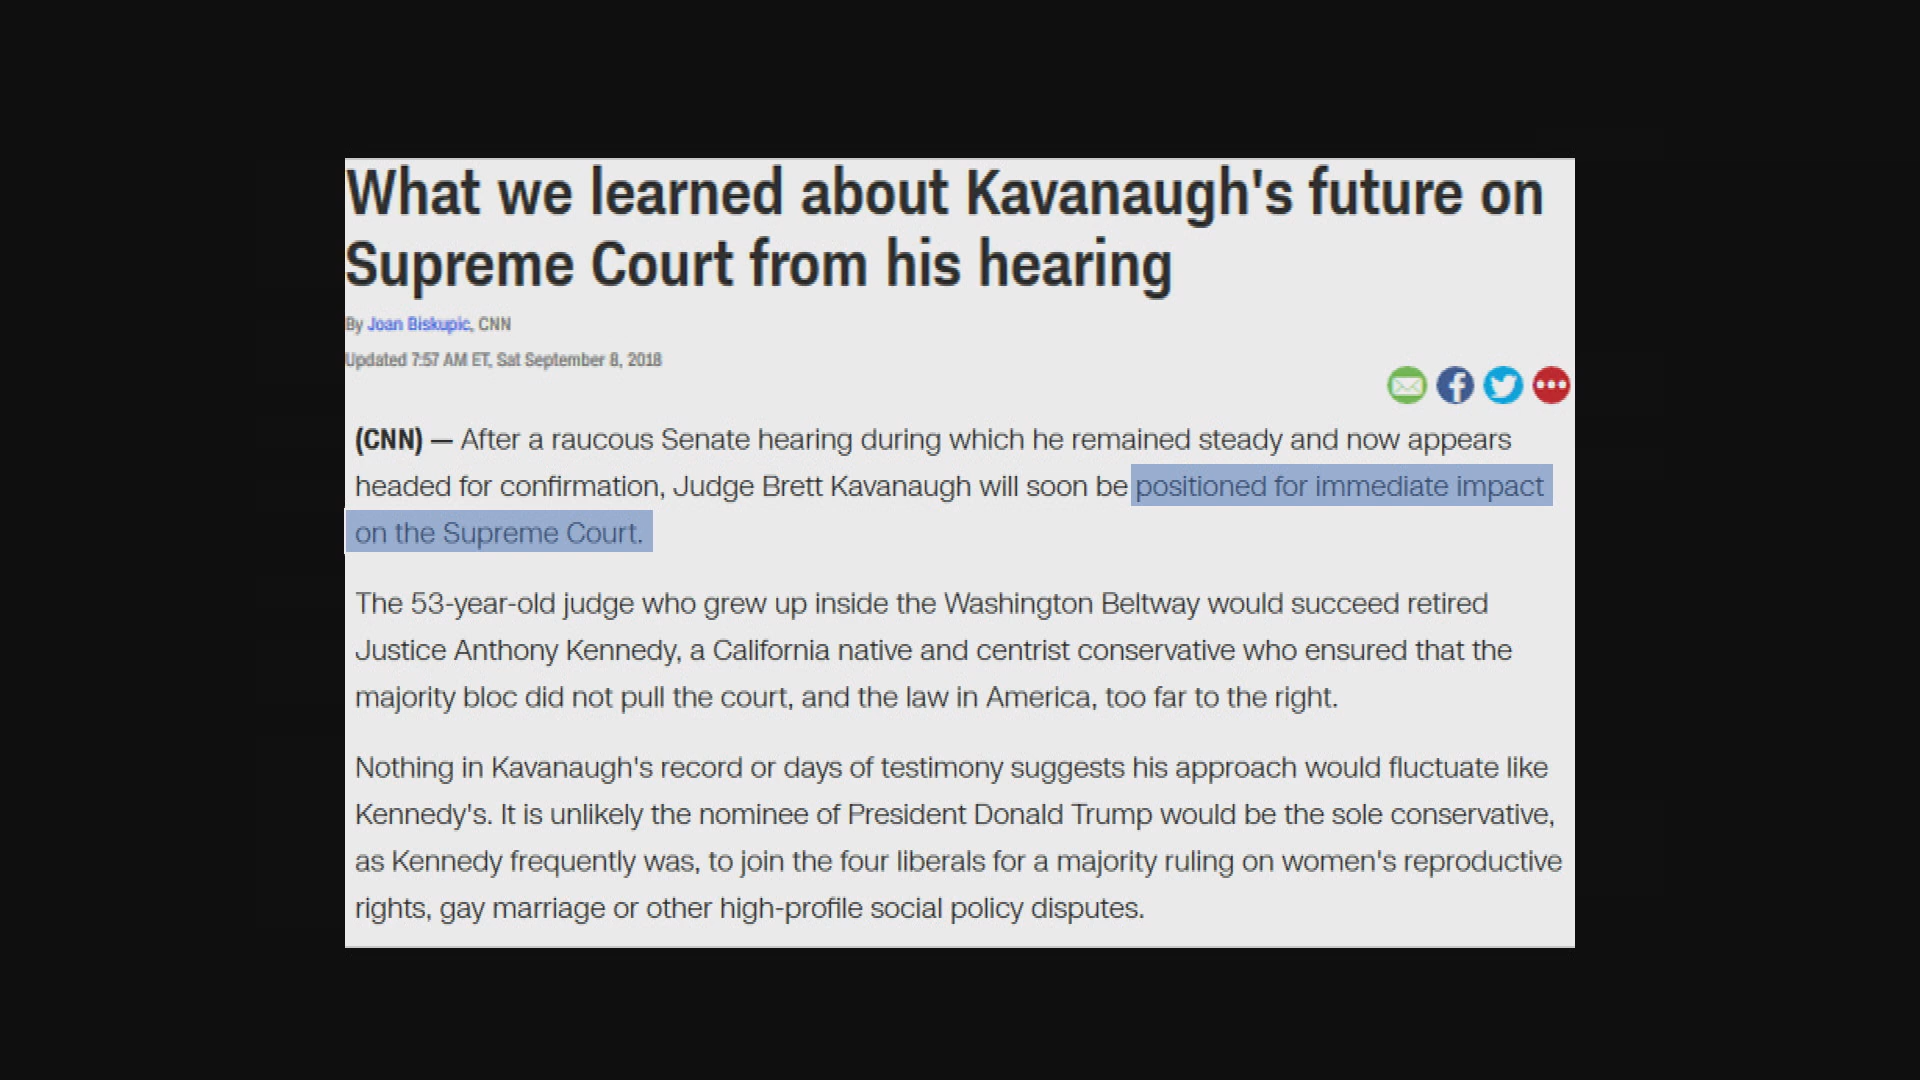 What we learned about Kavanaugh's future on
Supreme Court from his hearing
By Joan Biskupic, CNN
Updated 7:57 AM ET, Sat September 8, 2018
(CNN) — After a raucous Senate hearing during which he remained steady and now appears
headed for confirmation, Judge Brett Kavanaugh will soon be positioned for immediate impact
on the Supreme Court.
The 53-year-old judge who grew up inside the Washington Beltway would succeed retired
Justice Anthony Kennedy, a California native and centrist conservative who ensured that the
majority bloc did not pull the court, and the law in America, too far to the right.
Nothing in Kavanaugh's record or days of testimony suggests his approach would fluctuate like
Kennedy's. It is unlikely the nominee of President Donald Trump would be the sole conservative,
as Kennedy frequently was, to join the four liberals for a majority ruling on women's reproductive
rights, gay marriage or other high-profile social policy disputes.